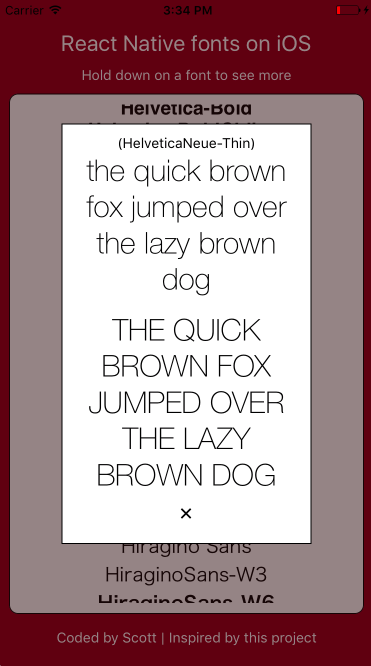 Carrier
3:34 PM
React Native fonts on iOS
Hold down on a font to see more
Helvetica-Bold
(HelveticaNeue-Thin)
the quick brown
fox jumped over
the lazy brown
dog
THE QUICK
BROWN FOX
JUMPED OVER
THE LAZY
BROWN DOG
×
Hiragino Sans
HiraginoSans-W3
HiraginoSans-W6
Coded by Scott | Inspired by this project